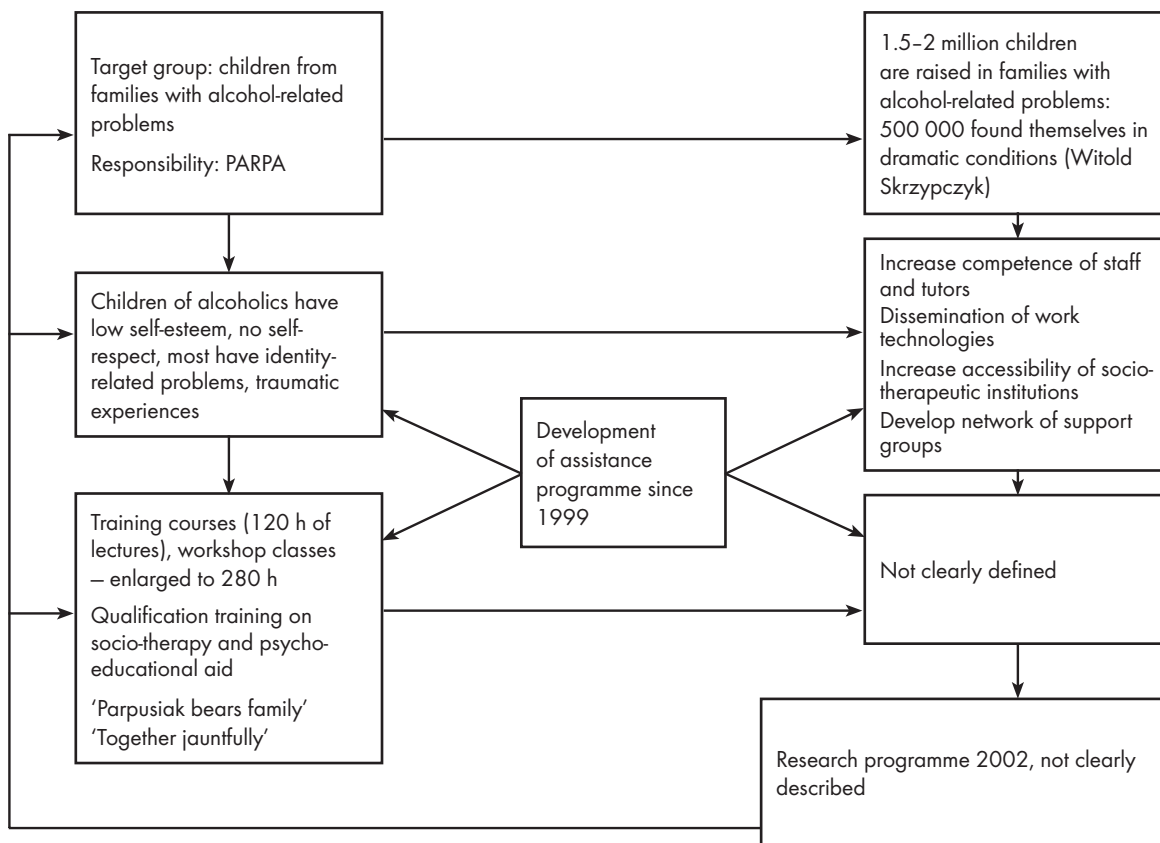 Target group: children from
families with alcohol-related
problems
Responsibility: PARPA
1.5–2 million children
are raised in families with
alcohol-related problems:
500 000 found themselves in
dramatic conditions (Witold
Skrzypczyk)
Children of alcoholics have
low self-esteem, no self-
respect, most have identity-
related problems, traumatic
experiences
Increase competence of staff
and tutors
Dissemination of work
technologies
Increase accessibility of socio-
therapeutic institutions
Develop network of support
groups
Development
of assistance
programme since
1999
Training courses (120 h of
lectures), workshop classes
— enlarged to 280 h
Qualification training on
socio-therapy and psycho-
educational aid
‘Parpusiak bears family’
‘Together jauntfully’
Not clearly defined
Research programme 2002, not clearly
described